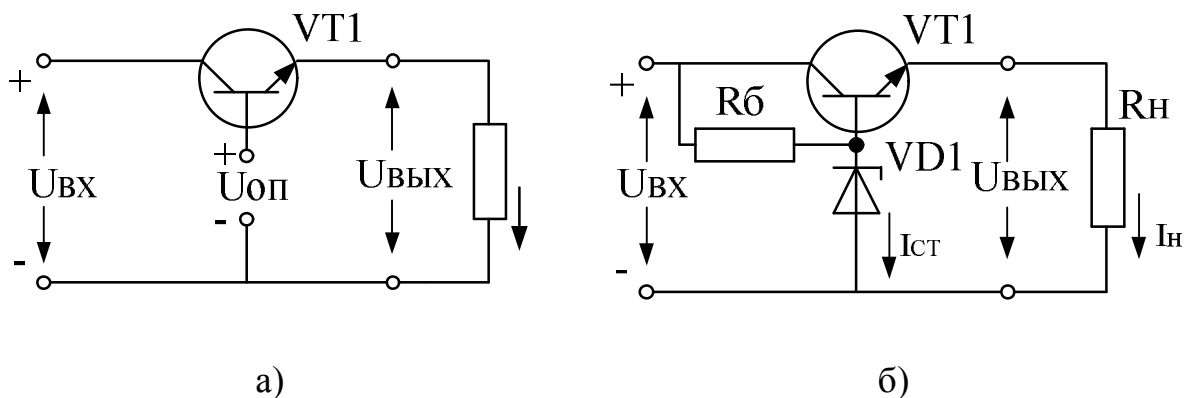 VT1
+
Uвх
-
+
Uоп
-
Uвых
а)
VT1
+
Rб
VD1
Uвх
-
Iст
Uвых
Rн
Iн
б)